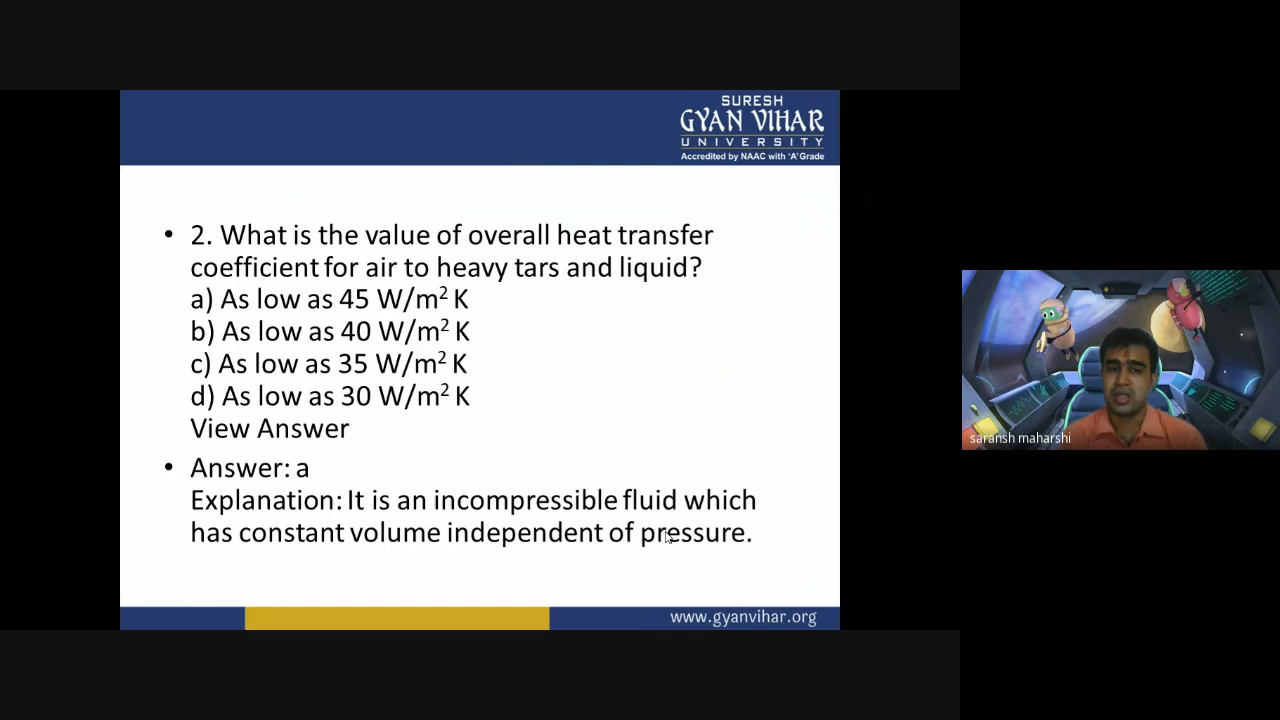 SURESH
GYAN VIHAR
UNIVERSITY
Accredited by NAAC with 'A' Grade
• 2. What is the value of overall heat transfer
coefficient for air to heavy tars and liquid?
a) As low as 45 W/m² K
b) As low as 40 W/m² K
c) As low as 35 W/m² K
d) As low as 30 W/m² K
View Answer
• Answer: a
Explanation: It is an incompressible fluid which
has constant volume independent of pressure.
www.gyanvihar.org
saransh maharshi